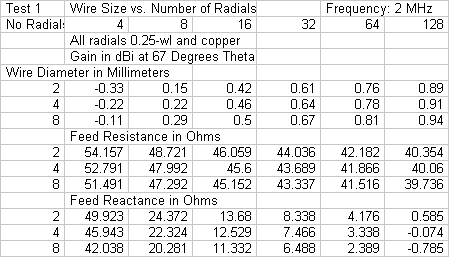 Test 1 Wire Size vs. Number of Radials Frequency: 2 MHz
No Radials 4 8 16 32 64 128
All radials 0.25-wl and copper
Gain in dBi at 67 Degrees Theta
Wire Diameter in Millimeters
2 -0.33 0.15 0.42 0.61 0.76 0.89
4 -0.22 0.22 0.46 0.64 0.78 0.91
8 -0.11 0.29 0.5 0.67 0.81 0.94
Feed Resistance in Ohms
2 54.157 48.721 46.059 44.036 42.182 40.354
4 52.791 47.992 45.6 43.689 41.866 40.06
8 51.491 47.292 45.152 43.337 41.516 39.736
Feed Reactance in Ohms
2 49.923 24.372 13.68 8.338 4.176 0.585
4 45.943 22.324 12.529 7.466 3.338 -0.074
8 42.038 20.281 11.332 6.488 2.389 -0.785